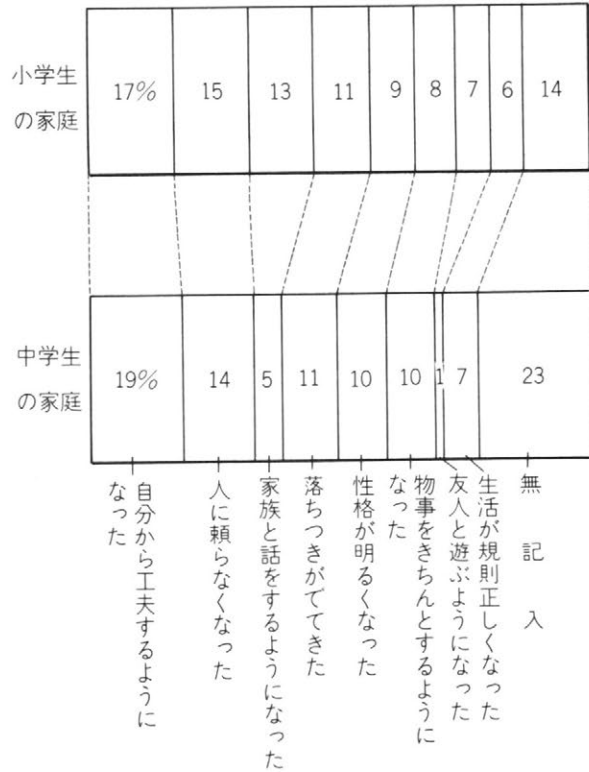 小学生
の家庭
17% 15 13 11 9 8 7 6 14
中学生
の家庭
19% 14 5 11 10 10 1 7 23
自分から工夫するように
なった
人に頼らなくなった
家族と話をするようになった
落ちつきがでてきた
性格が明るくなった
物事をきちんとするように
なった
友人と遊ぶようになった
生活が規則正しくなった
無記入